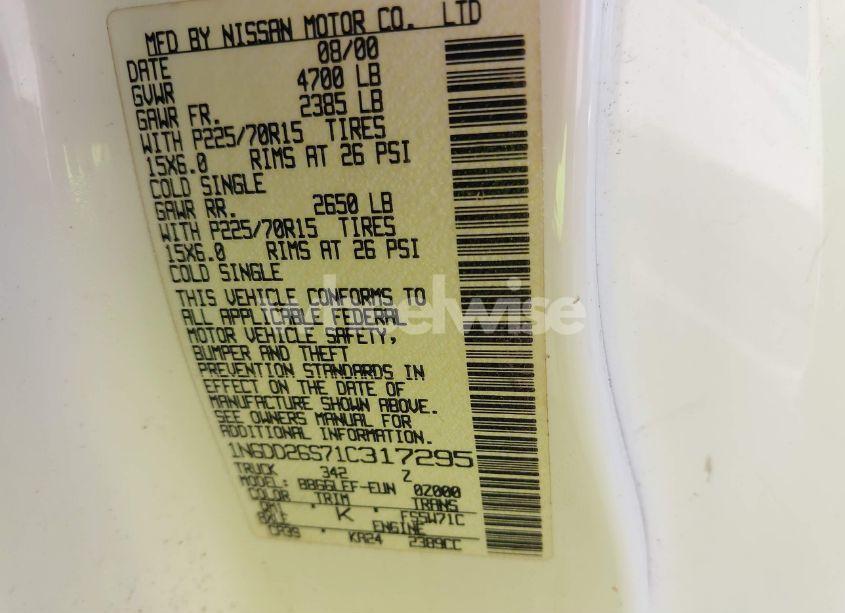 MFD BY NISSAN MOTOR CO. LTD
DATE 08/00
GVWR 4700 LB
GAWR FR. 2385 LB
WITH P225/70R15 TIRES
15X6.0 RIMS AT 26 PSI
COLD SINGLE
GAWR RR. 2650 LB
WITH P225/70R15 TIRES
15X6.0 RIMS AT 26 PSI
COLD SINGLE
THIS VEHICLE CONFORMS TO
ALL APPLICABLE FEDERAL
MOTOR VEHICLE SAFETY,
BUMPER AND THEFT
PREVENTION STANDARDS IN
EFFECT ON THE DATE OF
MANUFACTURE SHOWN ABOVE.
SEE OWNERS MANUAL FOR
ADDITIONAL INFORMATION.
1N6DD26S71C317295
TRUCK 342 Z
MODEL: BBGGLEF-EUN 02000
COLOR TRIM TRANS
K FS5W71C
ENGINE
KA24 2389CC